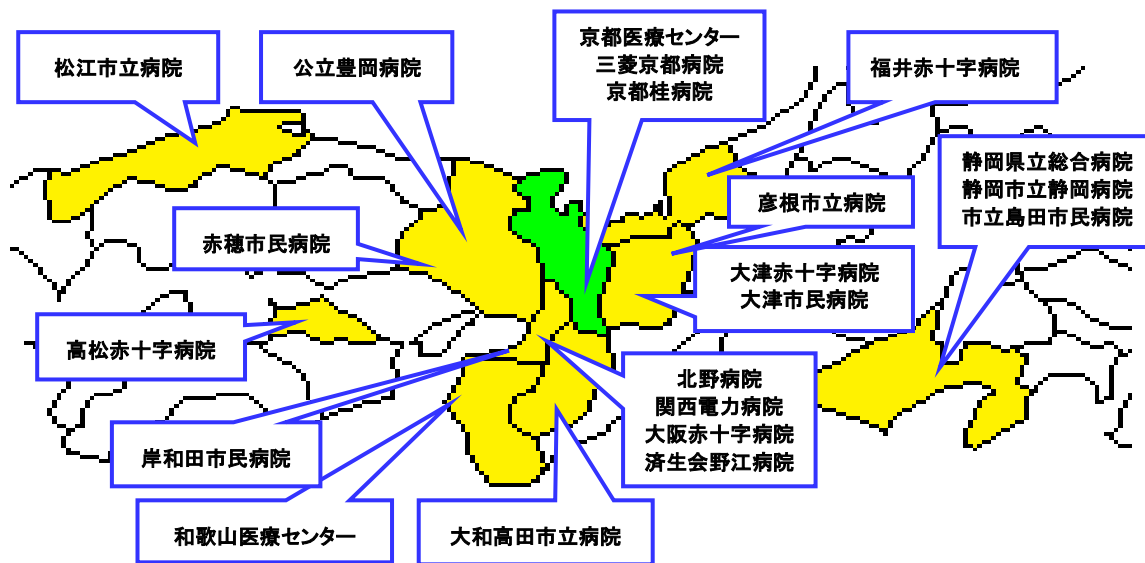 松江市立病院
公立豊岡病院
京都医療センター
三菱京都病院
京都桂病院
福井赤十字病院
静岡県立総合病院
静岡市立静岡病院
市立島田市民病院
彦根市立病院
赤穂市民病院
大津赤十字病院
大津市民病院
高松赤十字病院
北野病院
関西電力病院
大阪赤十字病院
済生会野江病院
岸和田市民病院
和歌山医療センター
大和高田市立病院